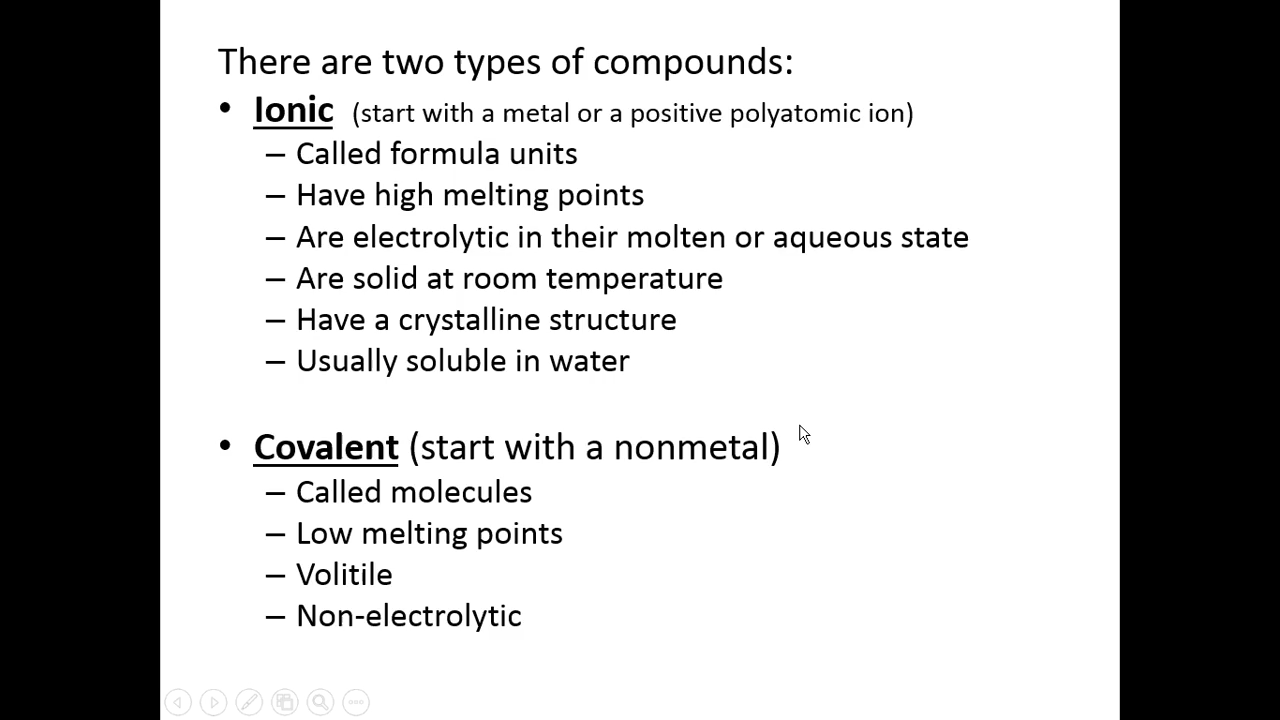 There are two types of compounds:
• Ionic (start with a metal or a positive polyatomic ion)
– Called formula units
– Have high melting points
– Are electrolytic in their molten or aqueous state
– Are solid at room temperature
– Have a crystalline structure
– Usually soluble in water
• Covalent (start with a nonmetal)
– Called molecules
– Low melting points
– Volitile
– Non-electrolytic